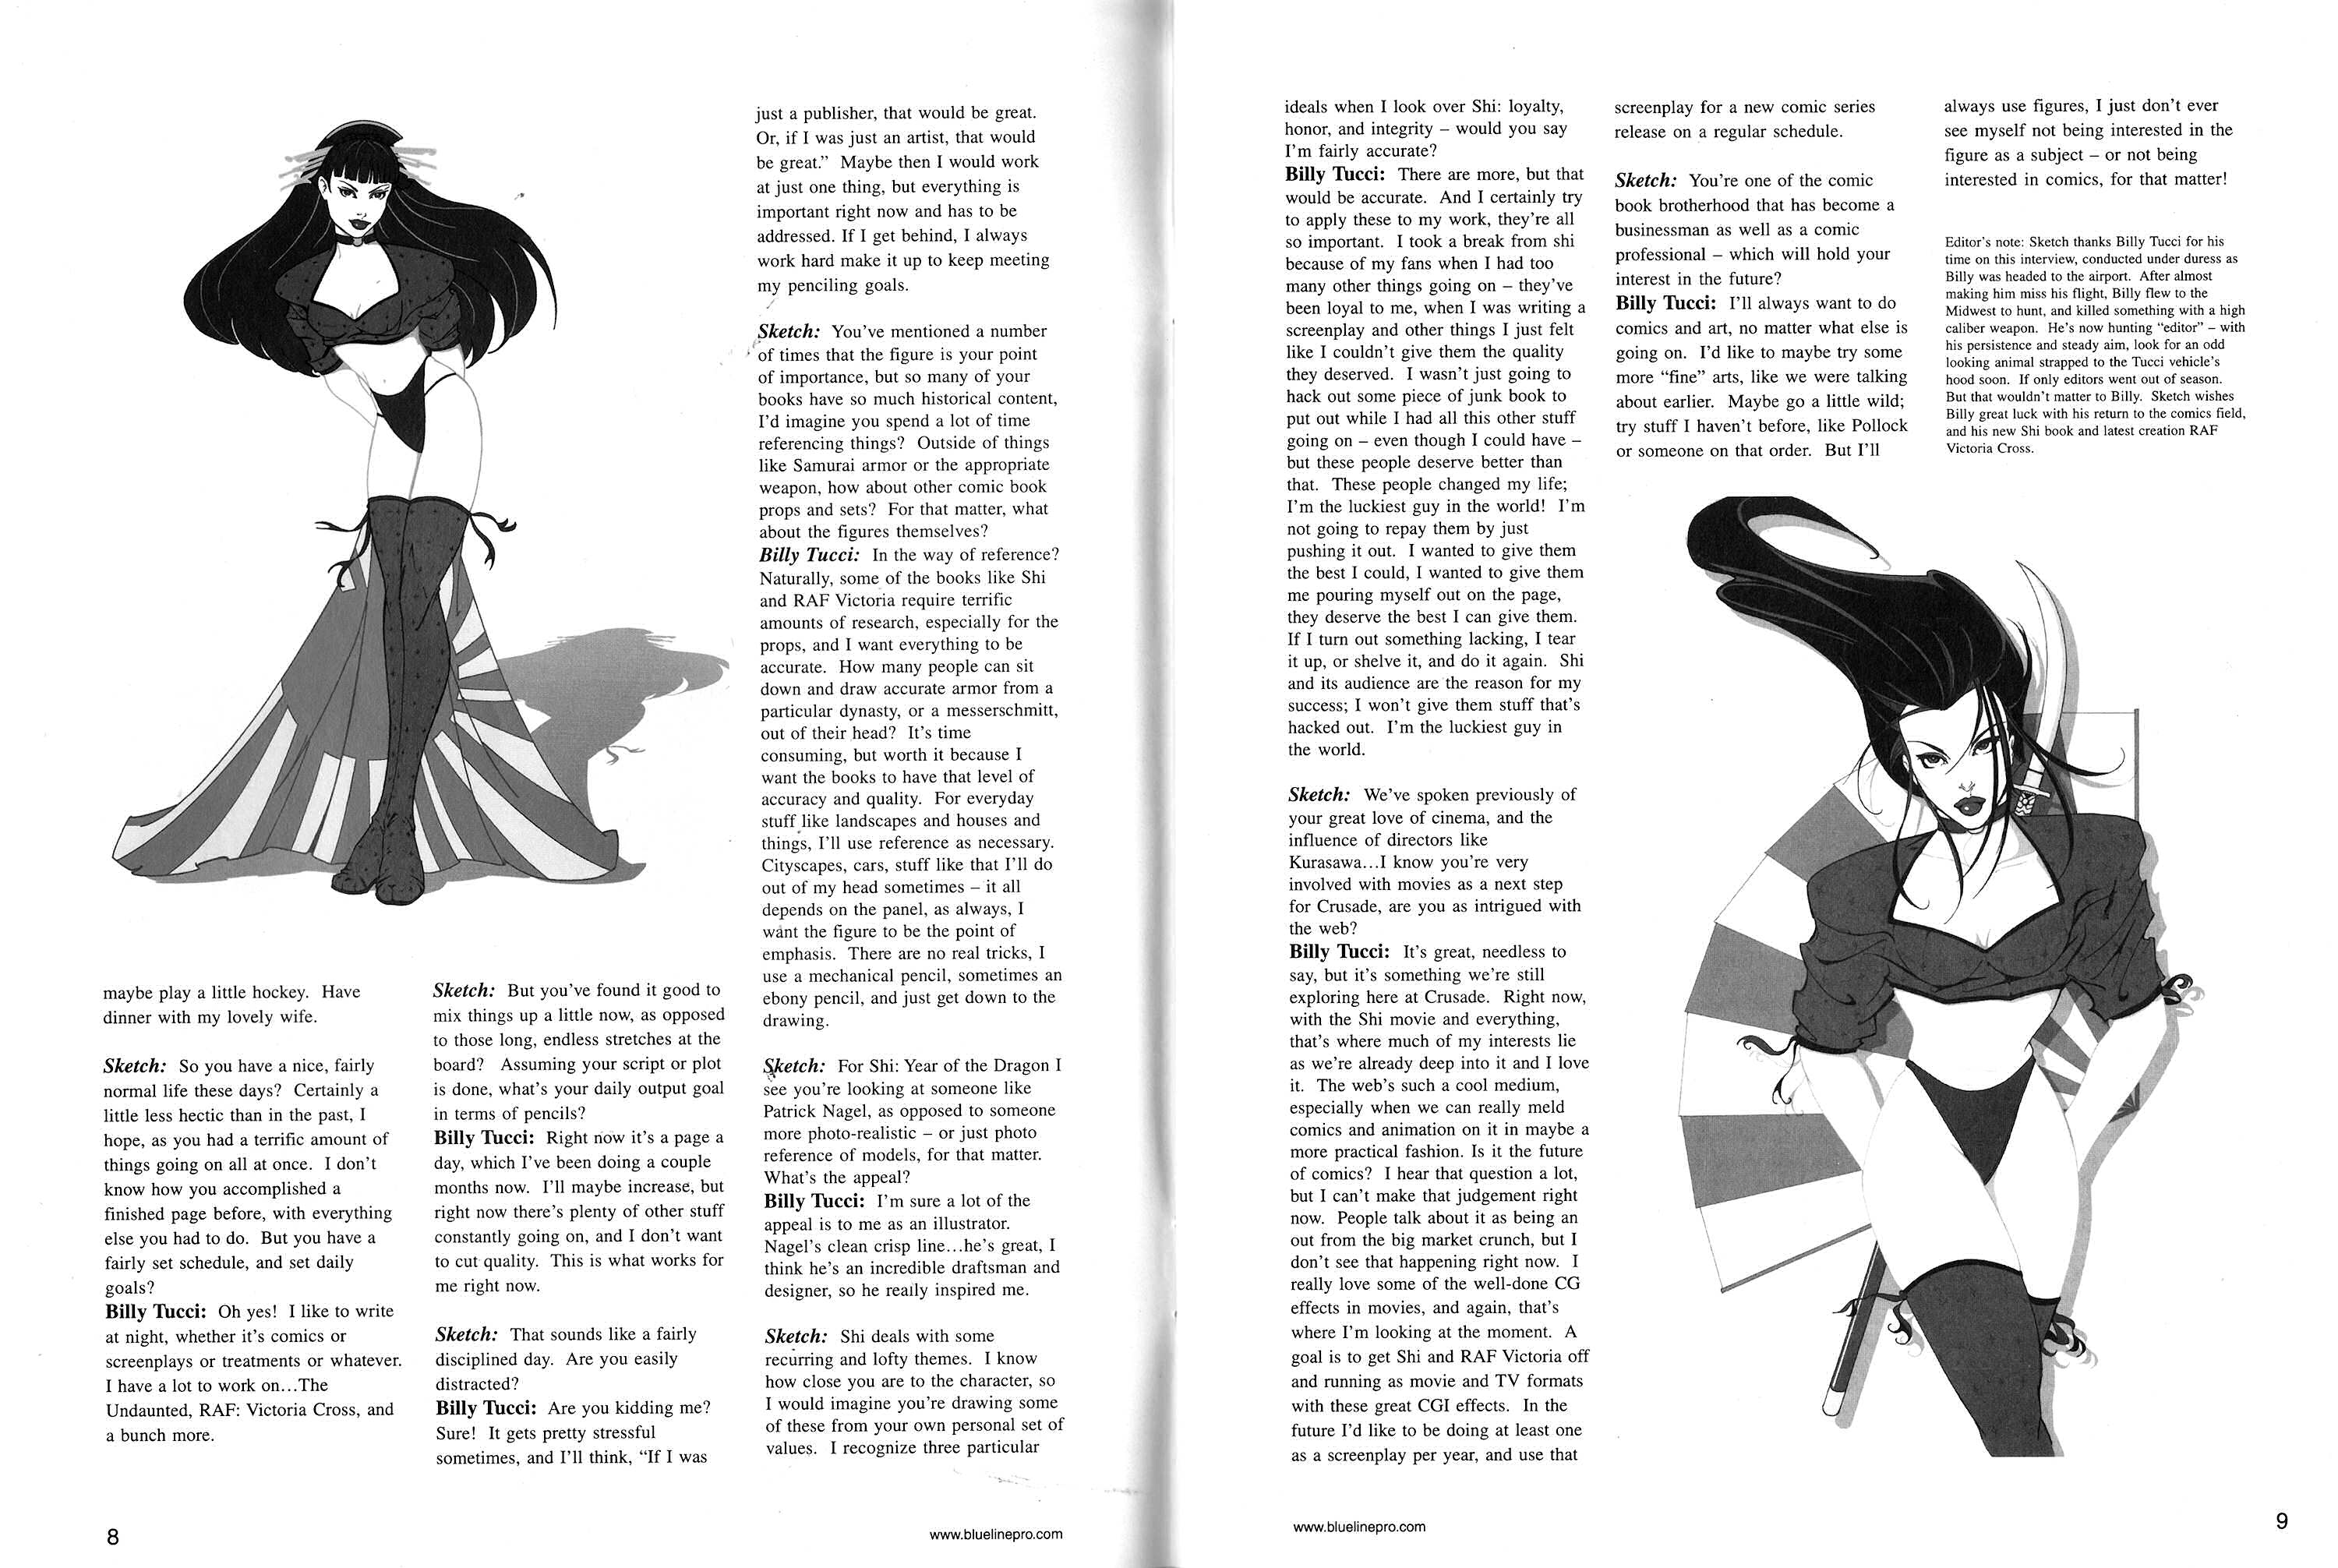 maybe play a little hockey. Have
dinner with my lovely wife.
Sketch: So you have a nice, fairly
normal life these days? Certainly a
little less hectic than in the past, I
hope, as you had a terrific amount of
things going on all at once. I don't
know how you accomplished a
finished page before, with everything
else you had to do. But you have a
fairly set schedule, and set daily
goals?
Billy Tucci: Oh yes! I like to write
at night, whether it's comics or
screenplays or treatments or whatever.
I have a lot to work on…The
Undaunted, RAF: Victoria Cross, and
a bunch more.
Sketch: But you've found it good to
mix things up a little now, as opposed
to those long, endless stretches at the
board? Assuming your script or plot
is done, what's your daily output goal
in terms of pencils?
Billy Tucci: Right now it's a page a
day, which I've been doing a couple
months now. I'll maybe increase, but
right now there's plenty of other stuff
constantly going on, and I don't want
to cut quality. This is what works for
me right now.
Sketch: That sounds like a fairly
disciplined day. Are you easily
distracted?
Billy Tucci: Are you kidding me?
Sure! It gets pretty stressful
sometimes, and I'll think, “If I was
just a publisher, that would be great.
Or, if I was just an artist, that would
be great.” Maybe then I would work
at just one thing, but everything is
important right now and has to be
addressed. If I get behind, I always
work hard make it up to keep meeting
my penciling goals.
Sketch: You've mentioned a number
of times that the figure is your point
of importance, but so many of your
books have so much historical content,
I'd imagine you spend a lot of time
referencing things? Outside of things
like Samurai armor or the appropriate
weapon, how about other comic book
props and sets? For that matter, what
about the figures themselves?
Billy Tucci: In the way of reference?
Naturally, some of the books like Shi
and RAF Victoria require terrific
amounts of research, especially for the
props, and I want everything to be
accurate. How many people can sit
down and draw accurate armor from a
particular dynasty, or a messerschmitt,
out of their head? It's time
consuming, but worth it because I
want the books to have that level of
accuracy and quality. For everyday
stuff like landscapes and houses and
things, I'll use reference as necessary.
Cityscapes, cars, stuff like that I'll do
out of my head sometimes – it all
depends on the panel, as always, I
want the figure to be the point of
emphasis. There are no real tricks, I
use a mechanical pencil, sometimes an
ebony pencil, and just get down to the
drawing.
Sketch: For Shi: Year of the Dragon I
see you're looking at someone like
Patrick Nagel, as opposed to someone
more photo-realistic – or just photo
reference of models, for that matter.
What's the appeal?
Billy Tucci: I'm sure a lot of the
appeal is to me as an illustrator.
Nagel's clean crisp line…he's great, I
think he's an incredible draftsman and
designer, so he really inspired me.
Sketch: Shi deals with some
recurring and lofty themes. I know
how close you are to the character, so
I would imagine you're drawing some
of these from your own personal set of
values. I recognize three particular
8
www.bluelinepro.com
ideals when I look over Shi: loyalty,
honor, and integrity – would you say
I'm fairly accurate?
Billy Tucci: There are more, but that
would be accurate. And I certainly try
to apply these to my work, they're all
so important. I took a break from shi
because of my fans when I had too
many other things going on – they've
been loyal to me, when I was writing a
screenplay and other things I just felt
like I couldn't give them the quality
they deserved. I wasn't just going to
hack out some piece of junk book to
put out while I had all this other stuff
going on – even though I could have –
but these people deserve better than
that. These people changed my life;
I'm the luckiest guy in the world! I'm
not going to repay them by just
pushing it out. I wanted to give them
the best I could, I wanted to give them
me pouring myself out on the page,
they deserve the best I can give them.
If I turn out something lacking, I tear
it up, or shelve it, and do it again. Shi
and its audience are the reason for my
success; I won't give them stuff that's
hacked out. I'm the luckiest guy in
the world.
Sketch: We've spoken previously of
your great love of cinema, and the
influence of directors like
Kurasawa…I know you're very
involved with movies as a next step
for Crusade, are you as intrigued with
the web?
Billy Tucci: It's great, needless to
say, but it's something we're still
exploring here at Crusade. Right now,
with the Shi movie and everything,
that's where much of my interests lie
as we're already deep into it and I love
it. The web's such a cool medium,
especially when we can really meld
comics and animation on it in maybe a
more practical fashion. Is it the future
of comics? I hear that question a lot,
but I can't make that judgement right
now. People talk about it as being an
out from the big market crunch, but I
don't see that happening right now. I
really love some of the well-done CG
effects in movies, and again, that's
where I'm looking at the moment. A
goal is to get Shi and RAF Victoria off
and running as movie and TV formats
with these great CGI effects. In the
future I'd like to be doing at least one
as a screenplay per year, and use that
screenplay for a new comic series
release on a regular schedule.
Sketch: You're one of the comic
book brotherhood that has become a
businessman as well as a comic
professional – which will hold your
interest in the future?
Billy Tucci: I'll always want to do
comics and art, no matter what else is
going on. I'd like to maybe try some
more “fine” arts, like we were talking
about earlier. Maybe go a little wild;
try stuff I haven't before, like Pollock
or someone on that order. But I'll
always use figures, I just don't ever
see myself not being interested in the
figure as a subject – or not being
interested in comics, for that matter!
Editor's note: Sketch thanks Billy Tucci for his
time on this interview, conducted under duress as
Billy was headed to the airport. After almost
making him miss his flight, Billy flew to the
Midwest to hunt, and killed something with a high
caliber weapon. He's now hunting “editor” – with
his persistence and steady aim, look for an odd
looking animal strapped to the Tucci vehicle's
hood soon. If only editors went out of season.
But that wouldn't matter to Billy. Sketch wishes
Billy great luck with his return to the comics field,
and his new Shi book and latest creation RAF
Victoria Cross.
www.bluelinepro.com
9